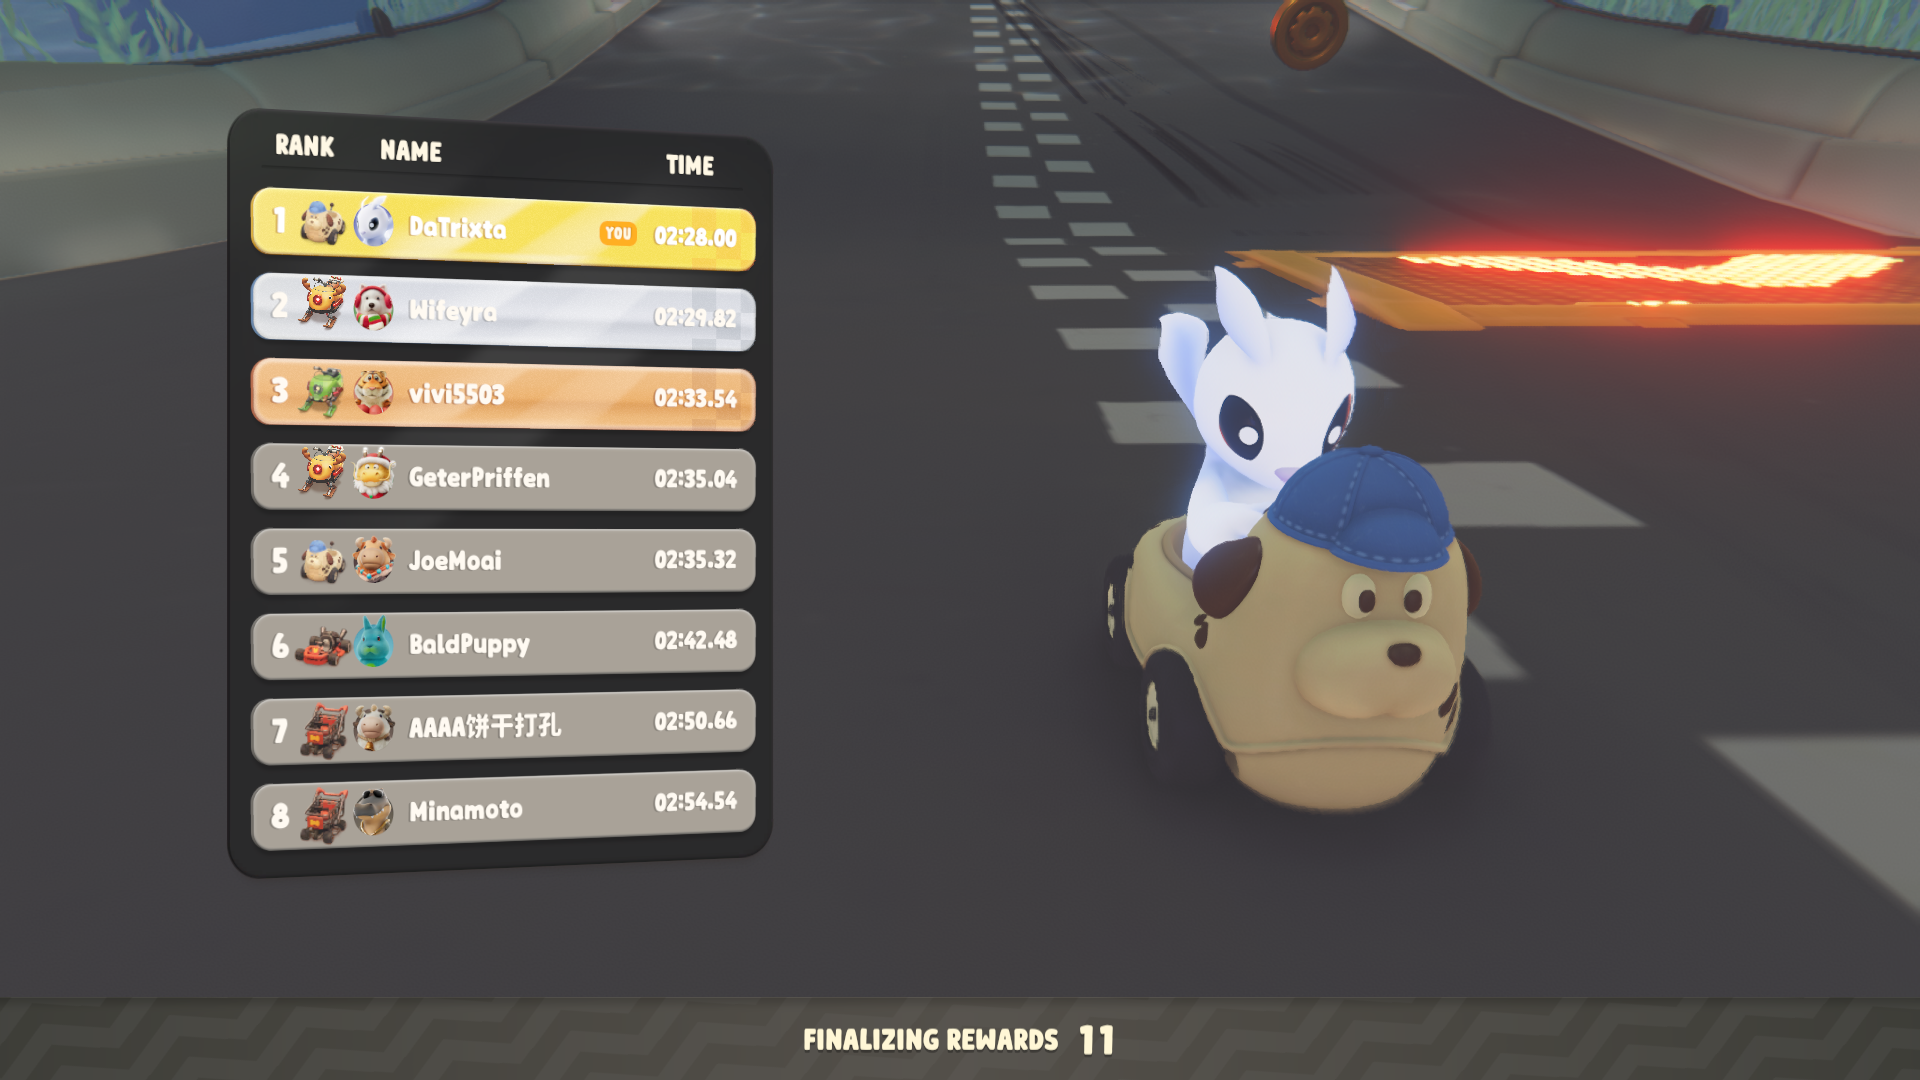 RANK NAME TIME
1 DaTrixta YOU 02:28.00
2 Wifeyra 02:29.82
3 vivi5503 02:33.54
4 GeterPriffen 02:35.04
5 JoeMoai 02:35.32
6 BaldPuppy 02:42.48
7 AAAA饼干打孔 02:50.66
8 Minamoto 02:54.54
FINALIZING REWARDS 11